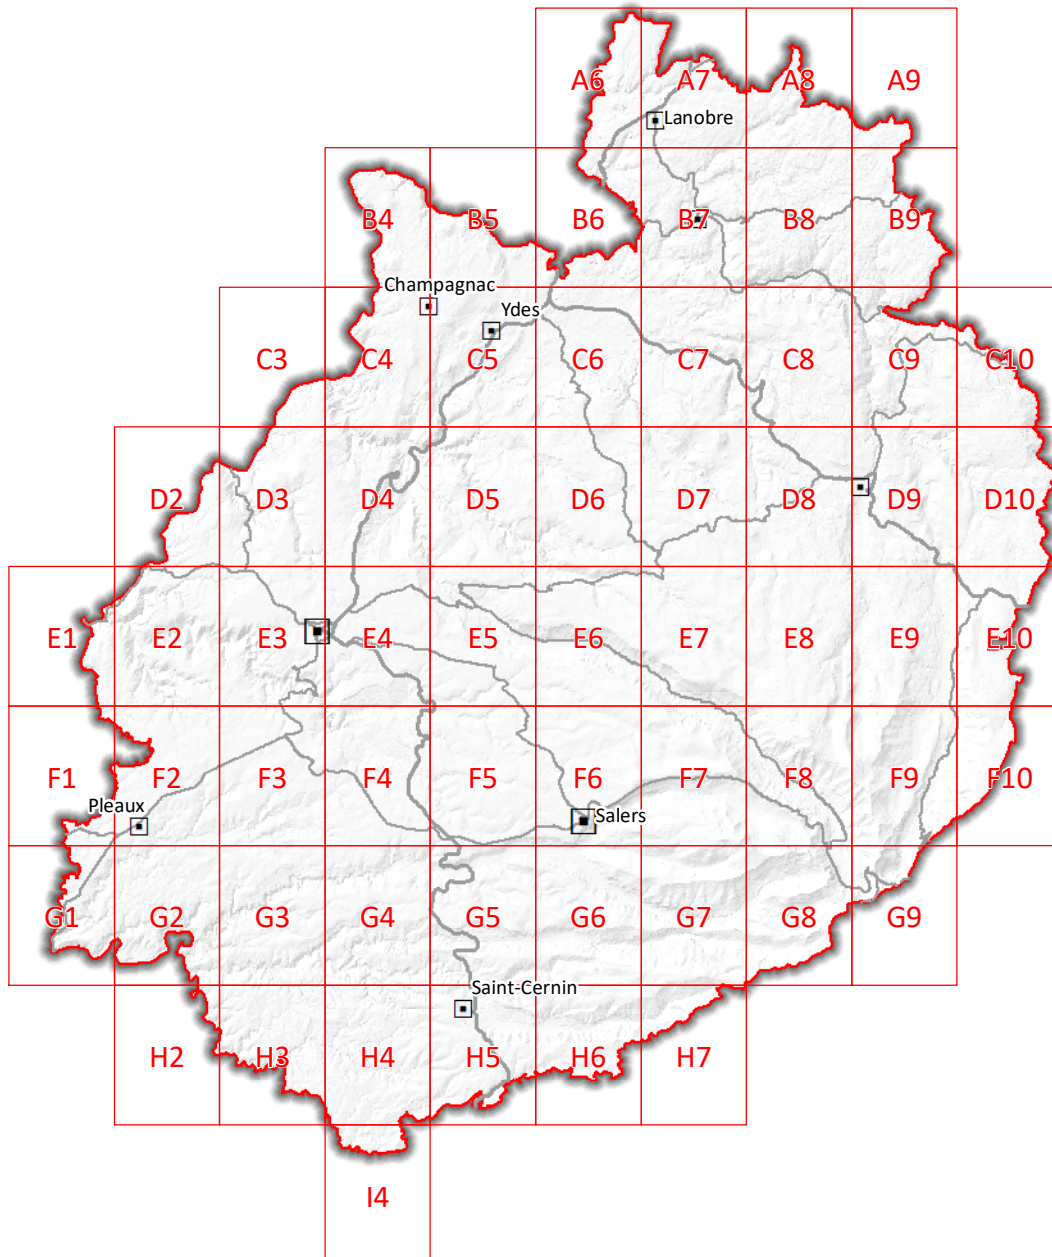 A6 A7 A8 A9
Lanobre
B4 B5 B6 B7 B8 B9
Champagnac
Ydes
C3 C4 C5 C6 C7 C8 C9 C10
D2 D3 D4 D5 D6 D7 D8 D9 D10
E1 E2 E3 E4 E5 E6 E7 E8 E9 E10
F1 F2 F3 F4 F5 F6 F7 F8 F9 F10
Pleaux
Salers
G1 G2 G3 G4 G5 G6 G7 G8 G9
Saint-Cernin
H2 H3 H4 H5 H6 H7
I4